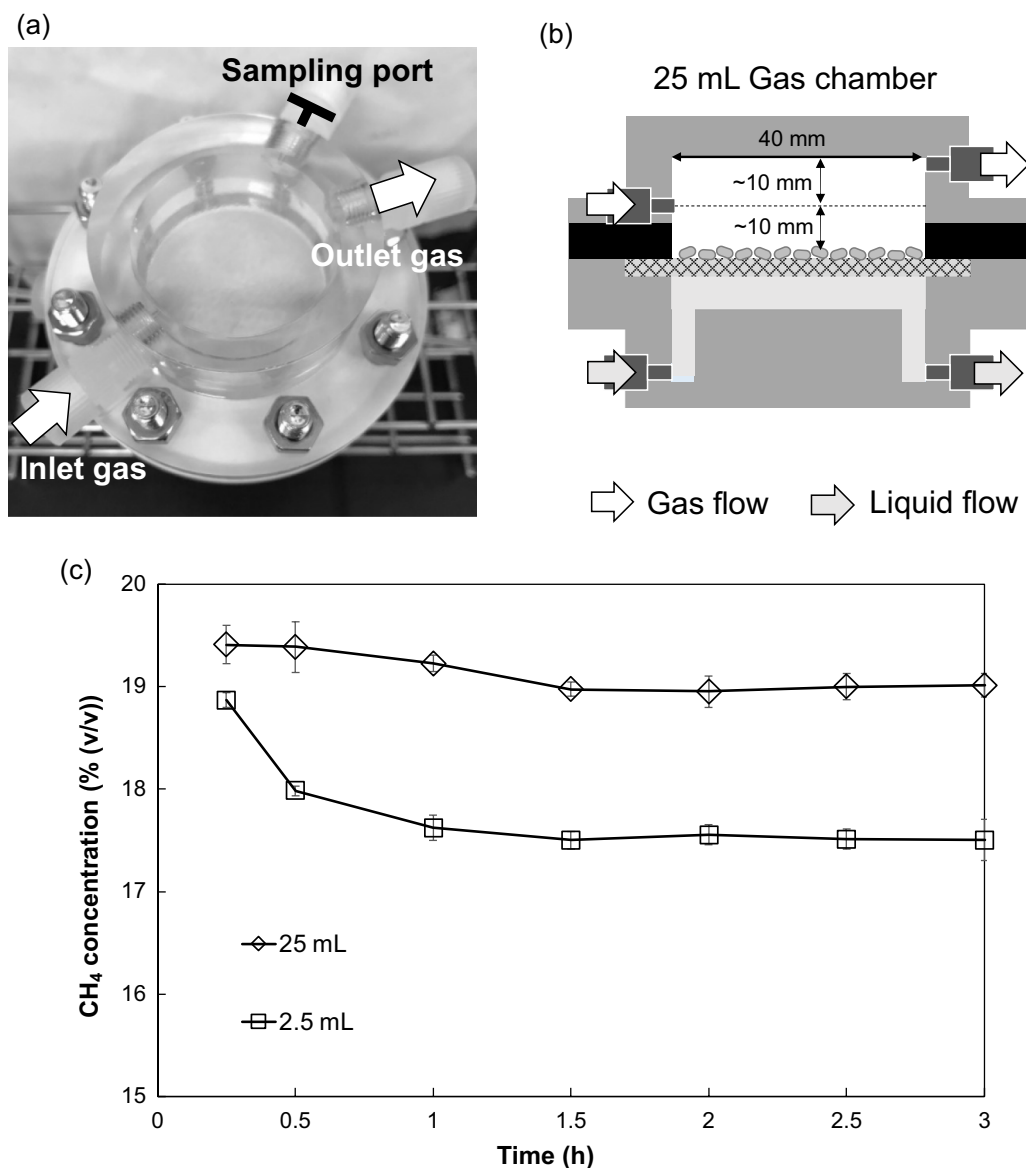 (a)
Sampling port
Outlet gas
Inlet gas
(b)
25 mL Gas chamber
40 mm
~10 mm
~10 mm
Gas flow
Liquid flow
(c)
20
19
18
17
16
15
CH₄ concentration (% (v/v))
25 mL
2.5 mL
0
0.5
1
1.5
2
2.5
3
Time (h)